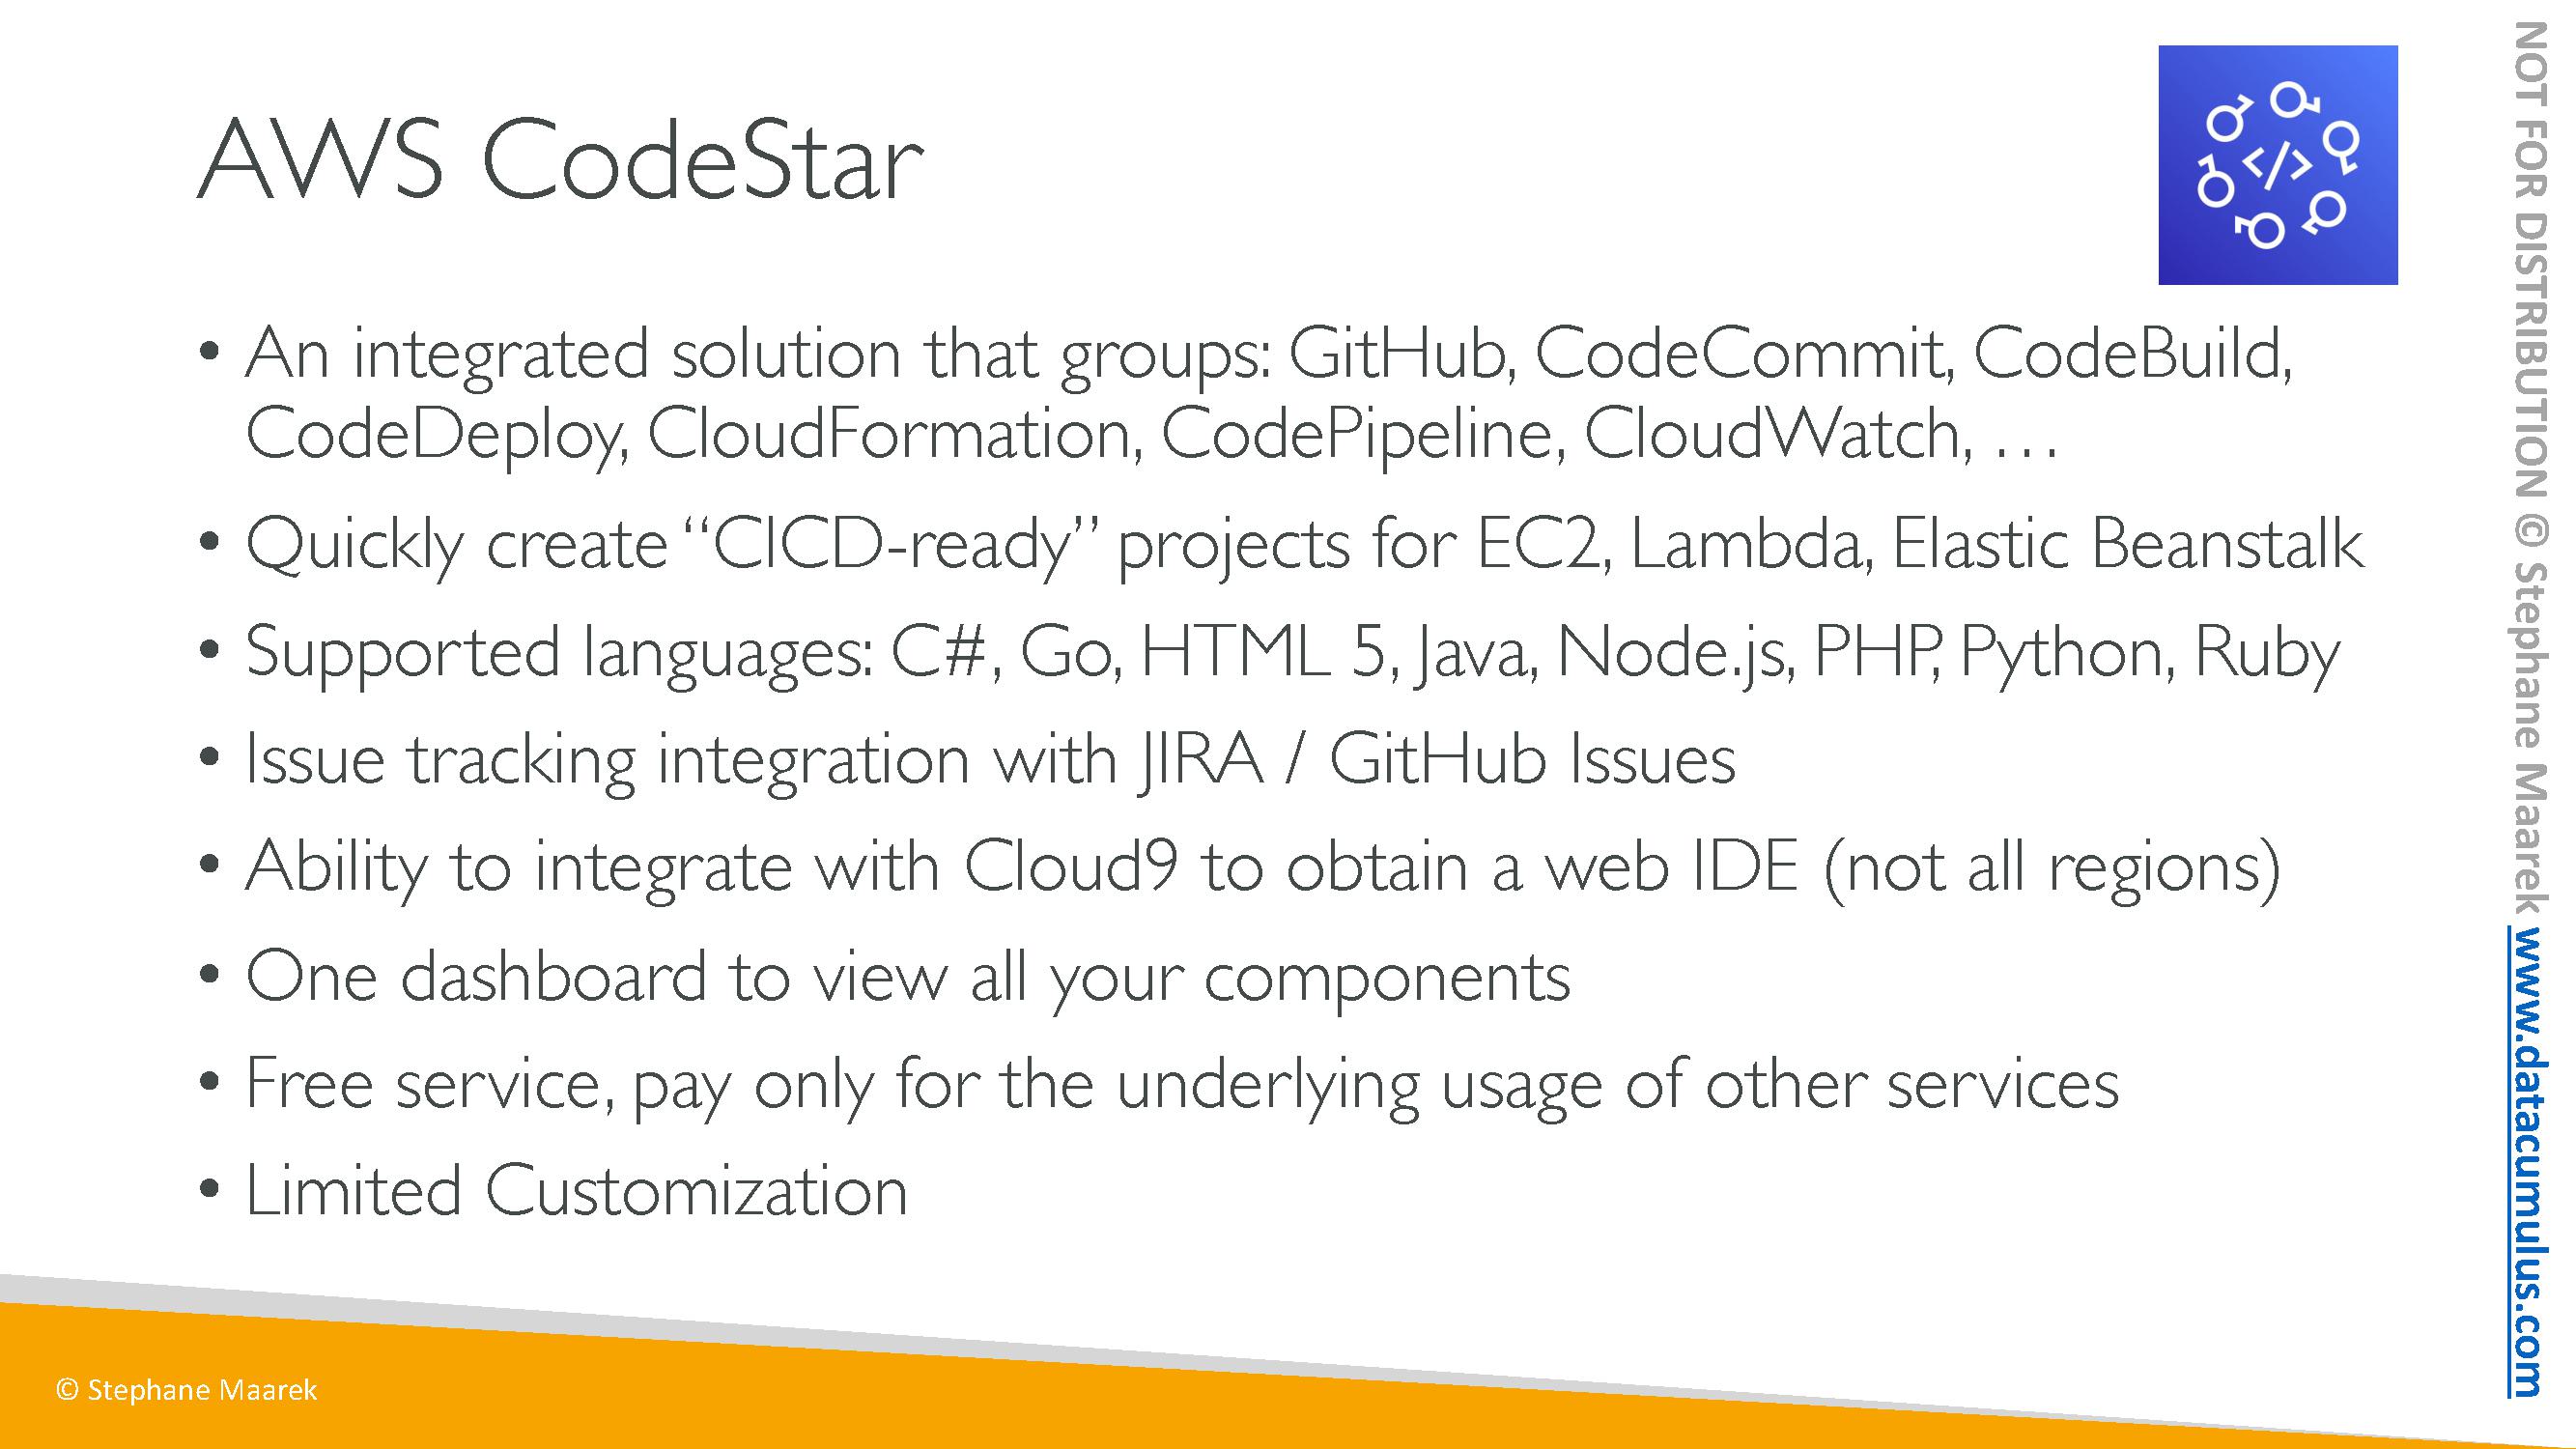 AWS CodeStar
• An integrated solution that groups: GitHub, CodeCommit, CodeBuild,
CodeDeploy, CloudFormation, CodePipeline, CloudWatch, …
• Quickly create “CICD-ready” projects for EC2, Lambda, Elastic Beanstalk
• Supported languages: C#, Go, HTML 5, Java, Node.js, PHP, Python, Ruby
• Issue tracking integration with JIRA / GitHub Issues
• Ability to integrate with Cloud9 to obtain a web IDE (not all regions)
• One dashboard to view all your components
• Free service, pay only for the underlying usage of other services
• Limited Customization
© Stephane Maarek
NOT FOR DISTRIBUTION © Stephane Maarek www.datacumulus.com